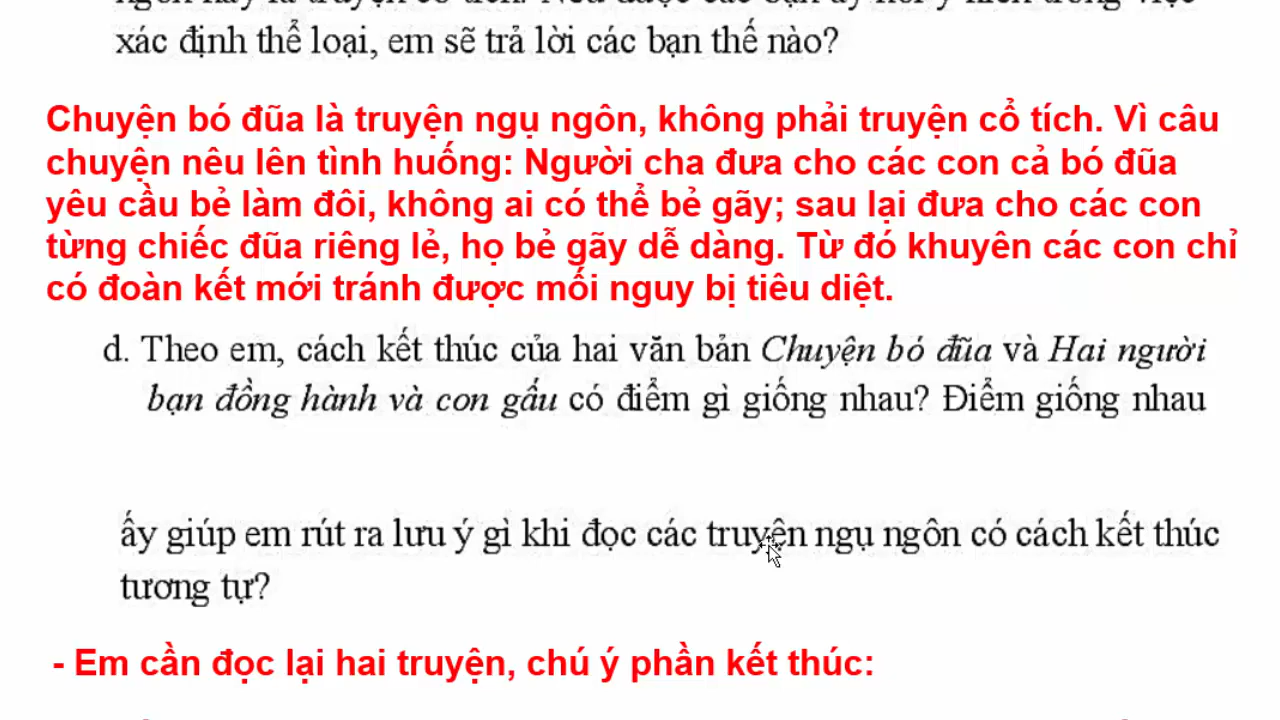 xác định thể loại, em sẽ trả lời các bạn thế nào?
Chuyện bó đũa là truyện ngụ ngôn, không phải truyện cổ tích. Vì câu
chuyện nêu lên tình huống: Người cha đưa cho các con cả bó đũa
yêu cầu bẻ làm đôi, không ai có thể bẻ gãy; sau lại đưa cho các con
từng chiếc đũa riêng lẻ, họ bẻ gãy dễ dàng. Từ đó khuyên các con chỉ
có đoàn kết mới tránh được mối nguy bị tiêu diệt.
d. Theo em, cách kết thúc của hai văn bản Chuyện bó đũa và Hai người
bạn đồng hành và con gấu có điểm gì giống nhau? Điểm giống nhau
ấy giúp em rút ra lưu ý gì khi đọc các truyện ngụ ngôn có cách kết thúc
tương tự?
- Em cần đọc lại hai truyện, chú ý phần kết thúc: